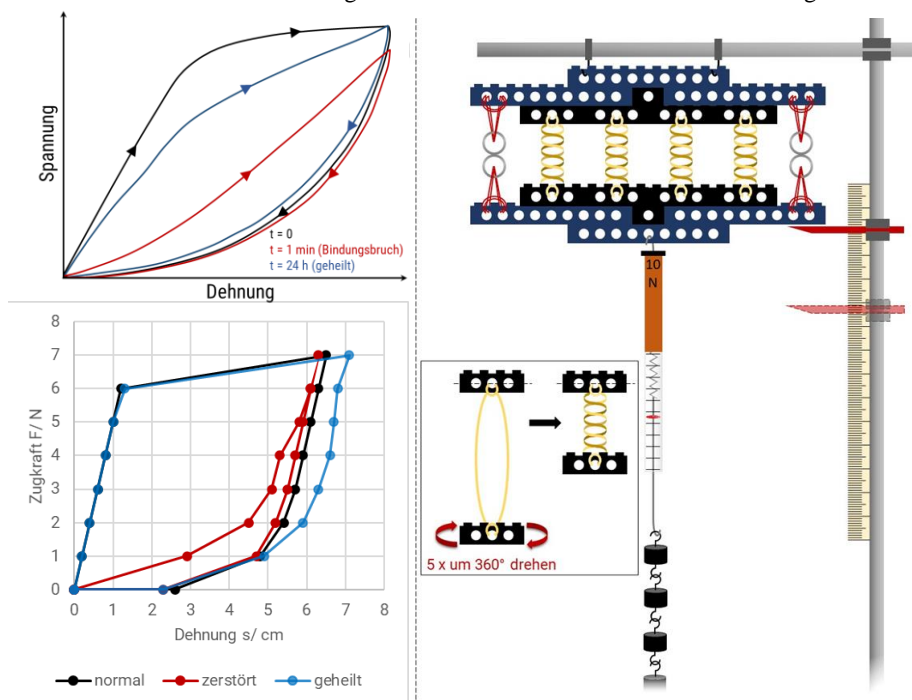 Spannung
t = 0
t = 1 min (Bindungsbruch)
t = 24 h (geheilt)
Dehnung
Zugkraft F/ N
8
7
6
5
4
3
2
1
0
0 1 2 3 4 5 6 7 8
Dehnung s/ cm
normal zerstört geheilt
10
N
5 x um 360° drehen